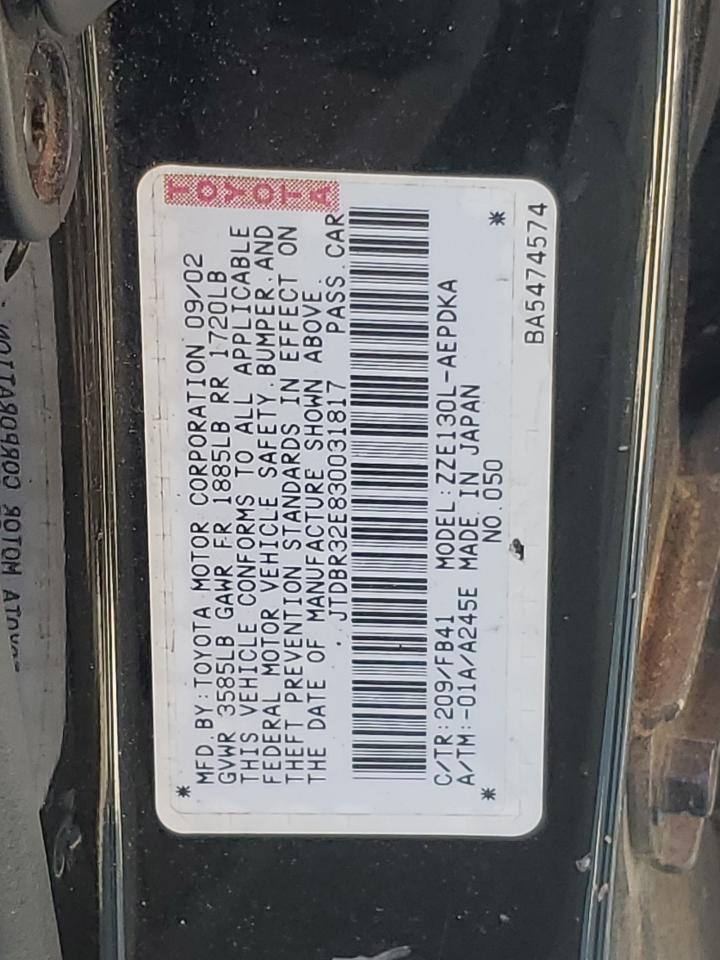 MFD.BY:TOYOTA MOTOR CORPORATION 09/02
GVWR 3585LB GAWR FR 1885LB RR 1720LB
THIS VEHICLE CONFORMS TO ALL APPLICABLE
FEDERAL MOTOR VEHICLE SAFETY.BUMPER.AND
THEFT PREVENTION STANDARDS IN EFFECT ON
THE DATE OF MANUFACTURE SHOWN ABOVE.
JTDBR32E830031817 PASS.CAR
C/TR:209/FB41 MODEL:ZZE130L-AEPDKA
A/TM:-01A/A245E MADE IN JAPAN
NO.050
BA5474574
TOYOTA
TOYOTA MOTOR CORPORATION